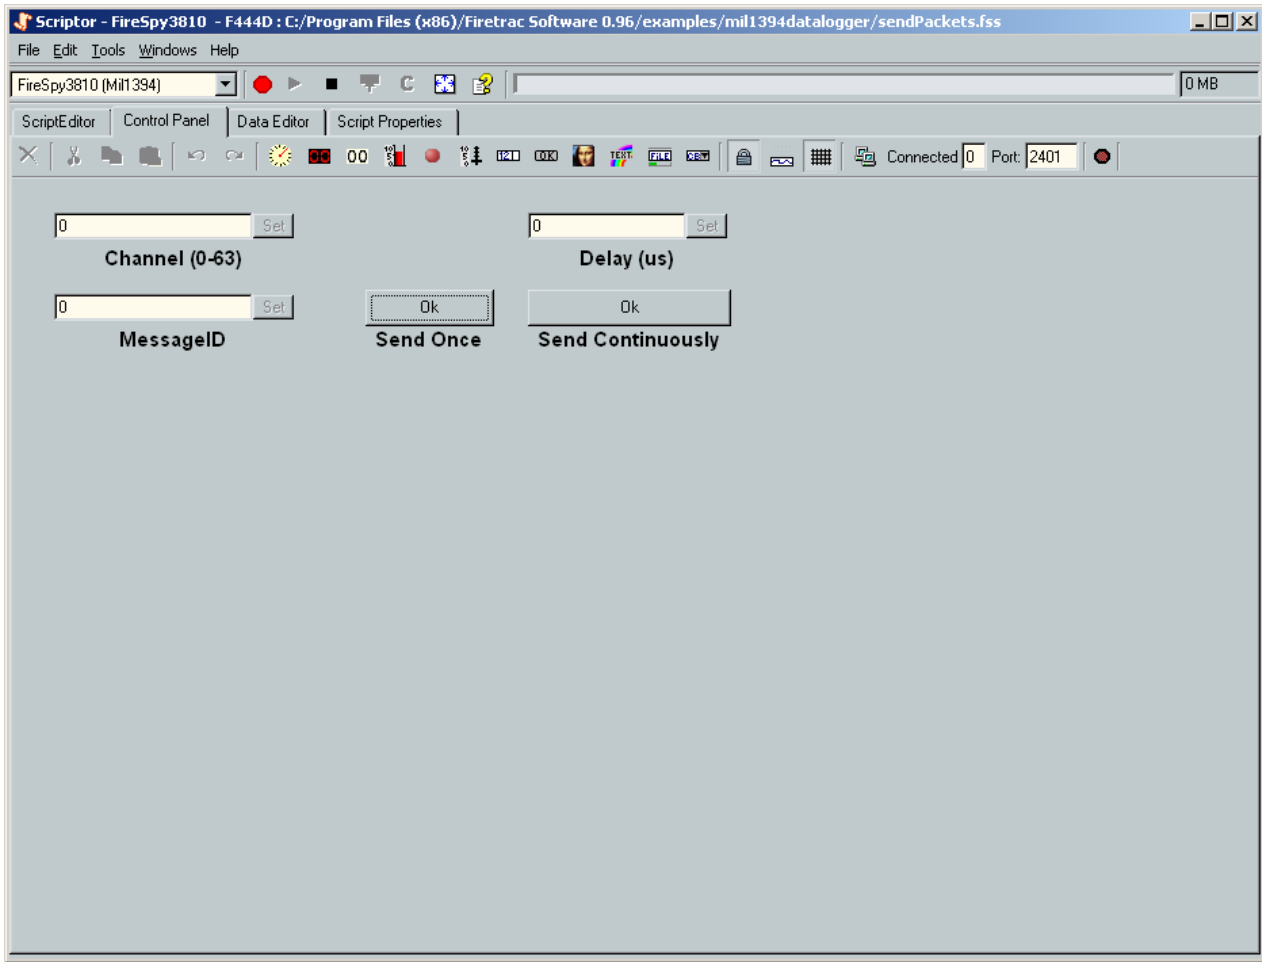 Scriptor - FireSpy3810 - F444D : C:/Program Files (x86)/Firetrac Software 0.96/examples/mil1394datalogger/sendPackets.fss
File Edit Tools Windows Help
FireSpy3810 (Mil1394) C 0 MB
ScriptEditor Control Panel Data Editor Script Properties
00 TEXT FILE Connected 0 Port: 2401
0 Set 0 Set
Channel (0-63) Delay (us)
0 Set Ok Ok
MessageID Send Once Send Continuously